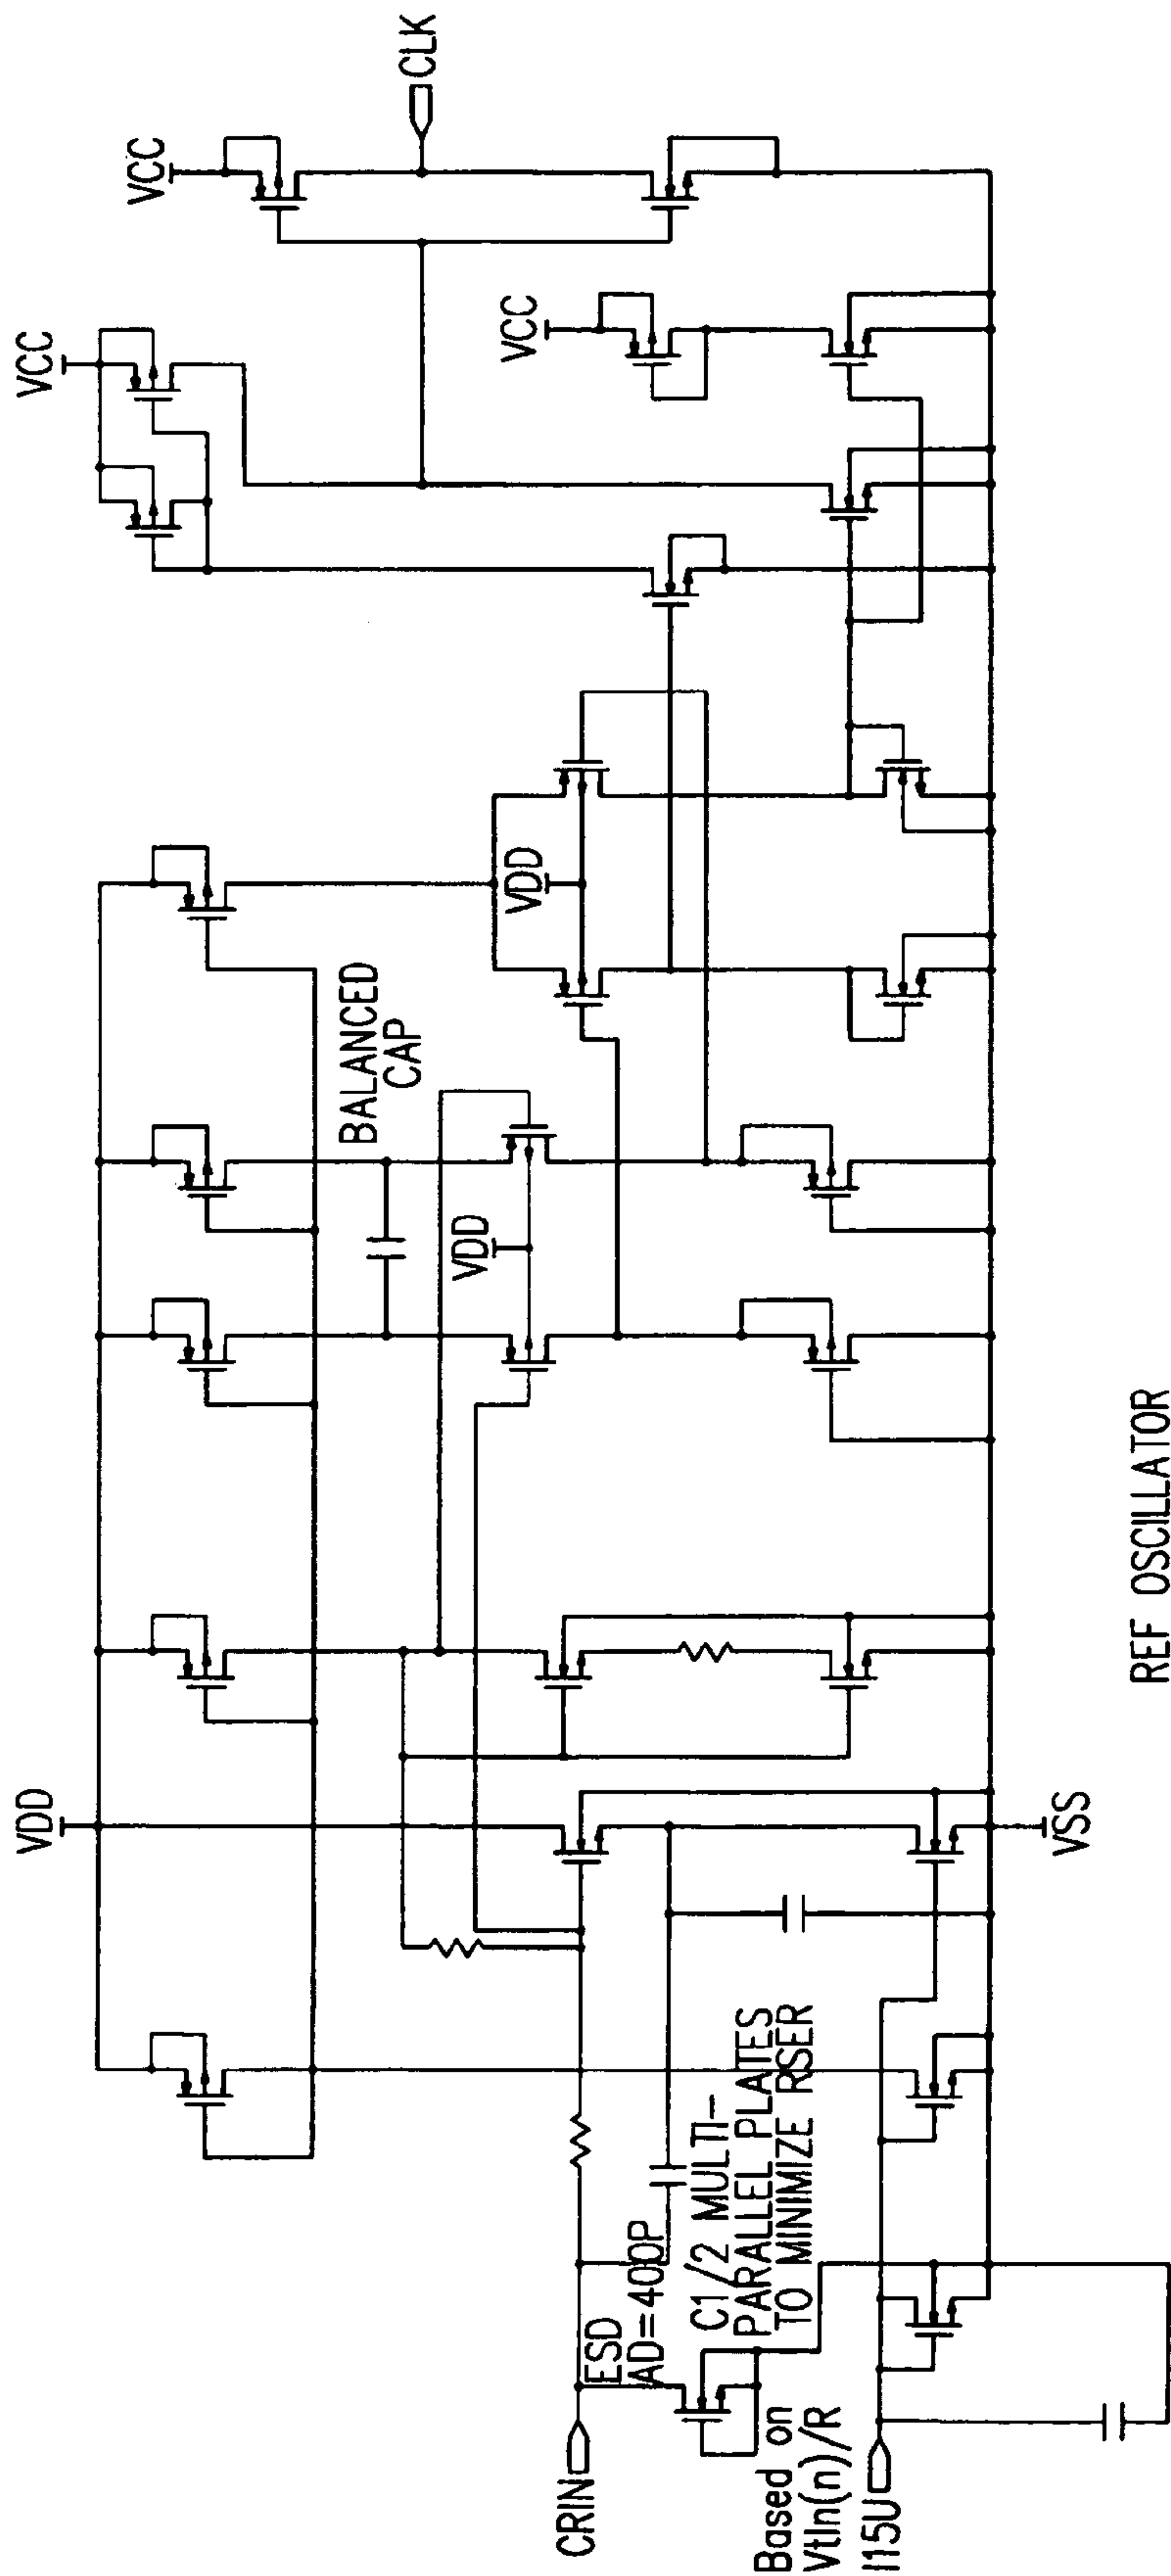 VDD
VCC
VCC
VCC
CLK
BALANCED
CAP
VDD
VDD
CRIN
ESD
AD=400P
C1/2 MULTI-
PARALLEL PLATES
TO MINIMIZE RSER
Based on
Vtln(n)/R
I15U
VSS
REF OSCILLATOR